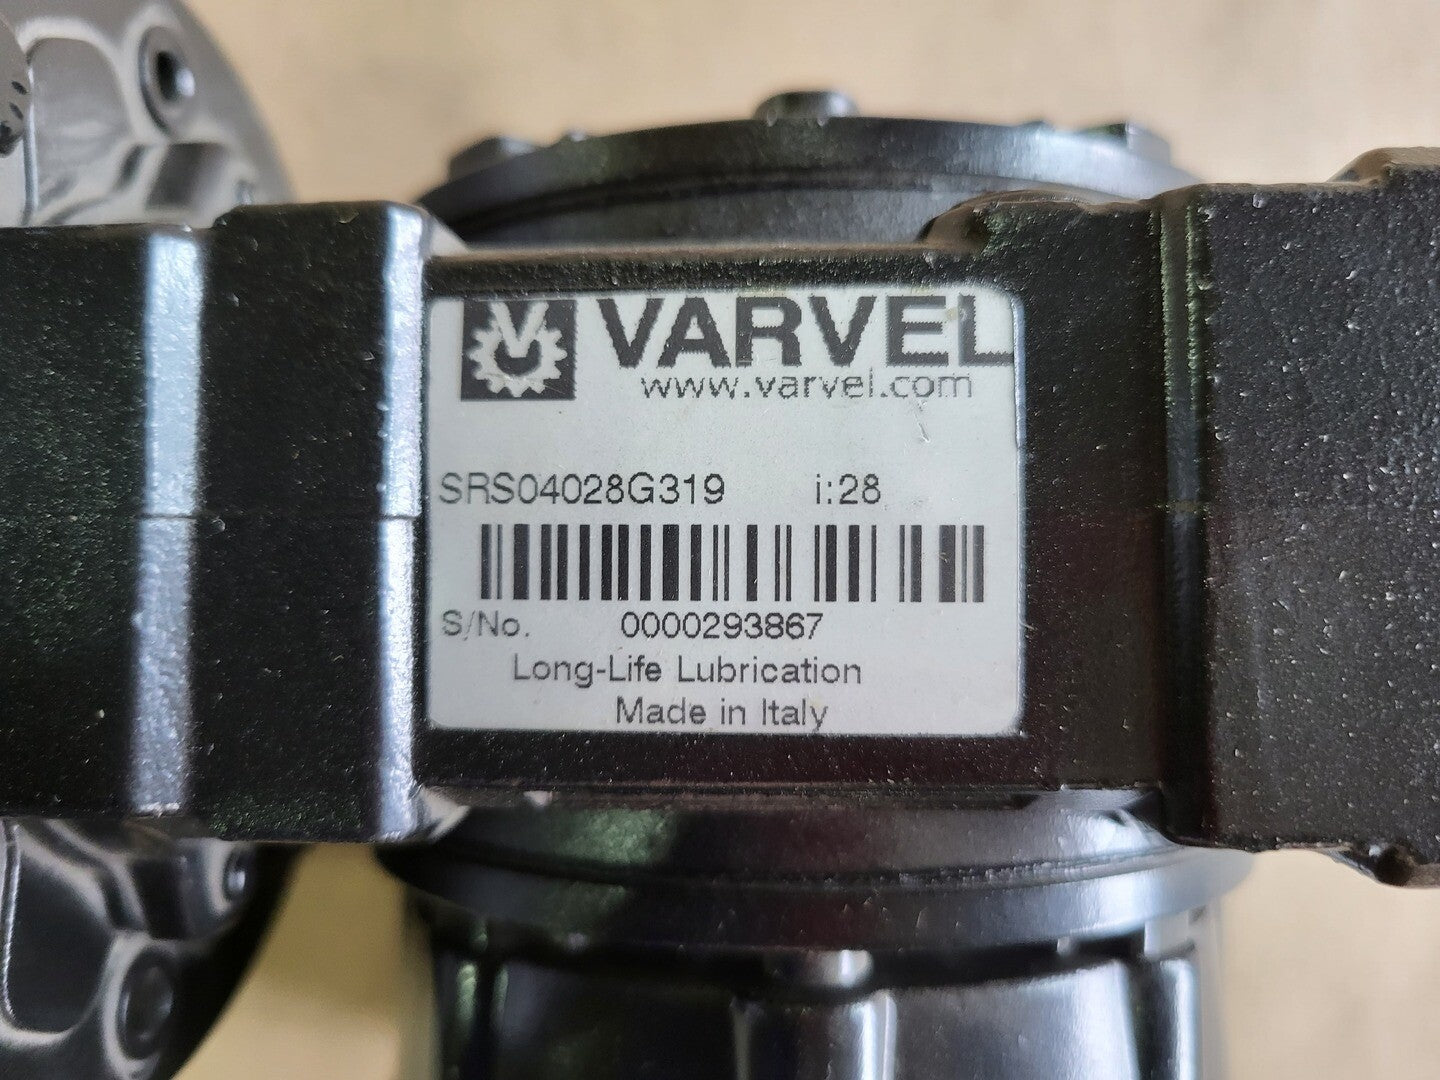 VARVEL
www.varvel.com
SRS04028G319 i:28
S/No. 0000293867
Long-Life Lubrication
Made in Italy